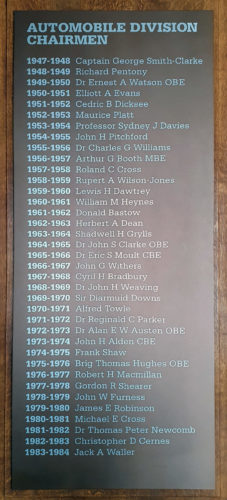 AUTOMOBILE DIVISION
CHAIRMEN
1947-1948 Captain George Smith-Clarke
1948-1949 Richard Pentony
1949-1950 Dr Ernest A Watson OBE
1950-1951 Elliott A Evans
1951-1952 Cedric B Dicksee
1952-1953 Maurice Platt
1953-1954 Professor Sydney J Davies
1954-1955 John H Pitchford
1955-1956 Dr Charles G Williams
1956-1957 Arthur G Booth MBE
1957-1958 Roland C Cross
1958-1959 Rupert A Wilson-Jones
1959-1960 Lewis H Dawtrey
1960-1961 William M Heynes
1961-1962 Donald Bastow
1962-1963 Herbert A Dean
1963-1964 Shadwell H Grylls
1964-1965 Dr John S Clarke OBE
1965-1966 Dr Eric S Moult CBE
1966-1967 John G Withers
1967-1968 Cyril H Bradbury
1968-1969 Dr John H Weaving
1969-1970 Sir Diarmuid Downs
1970-1971 Alfred Towle
1971-1972 Dr Reginald C Parker
1972-1973 Dr Alan E W Austen OBE
1973-1974 John H Alden CBE
1974-1975 Frank Shaw
1975-1976 Brig Thomas Hughes OBE
1976-1977 Robert H Macmillan
1977-1978 Gordon R Shearer
1978-1979 John W Furness
1979-1980 James E Robinson
1980-1981 Michael E Cross
1981-1982 Dr Thomas Peter Newcomb
1982-1983 Christopher D Cernes
1983-1984 Jack A Waller